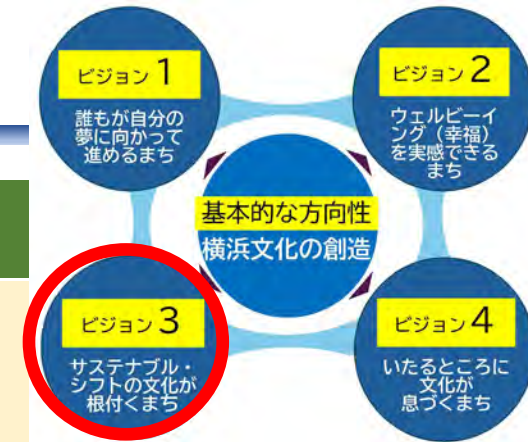 ビジョン 1
誰もが自分の
夢に向かって
進めるまち
ビジョン 2
ウェルビーイ
ング（幸福）
を実感できる
まち
基本的な方向性
横浜文化の創造
ビジョン 3
サステナブル・
シフトの文化が
根付くまち
ビジョン 4
いたるところに
文化が
息づくまち